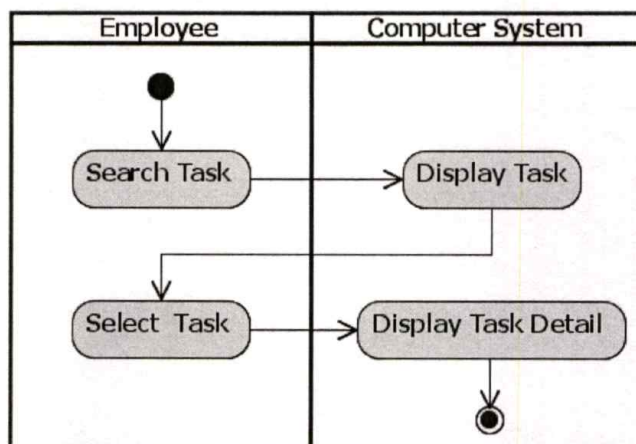 Employee
Computer System
Search Task
Display Task
Select Task
Display Task Detail